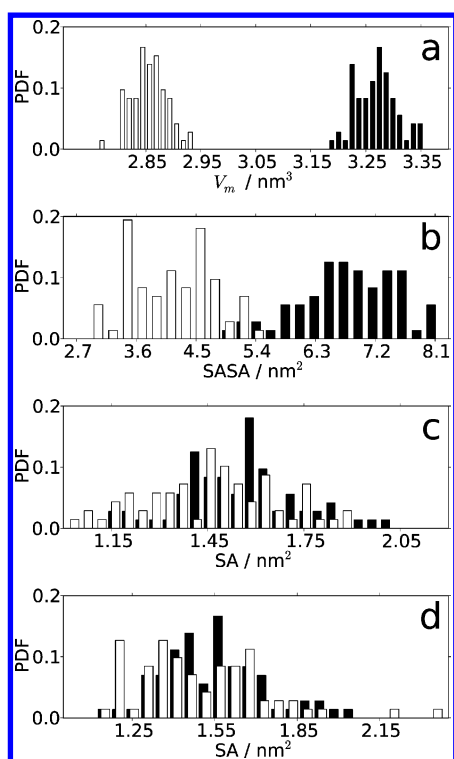 0.2
a
PDF
0.1
0.0
2.85 2.95 3.05 3.15 3.25 3.35
V_m / nm³
0.2
b
PDF
0.1
0.0
2.7 3.6 4.5 5.4 6.3 7.2 8.1
SASA / nm²
0.2
c
PDF
0.1
0.0
1.15 1.45 1.75 2.05
SA / nm²
0.2
d
PDF
0.1
0.0
1.25 1.55 1.85 2.15
SA / nm²